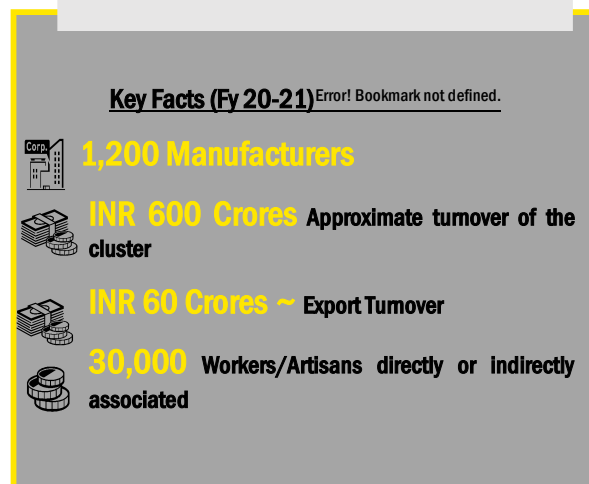 Key Facts (Fy 20-21)Error! Bookmark not defined.
Corp.
1,200 Manufacturers
INR 600 Crores Approximate turnover of the
cluster
INR 60 Crores ~ Export Turnover
30,000 Workers/Artisans directly or indirectly
associated